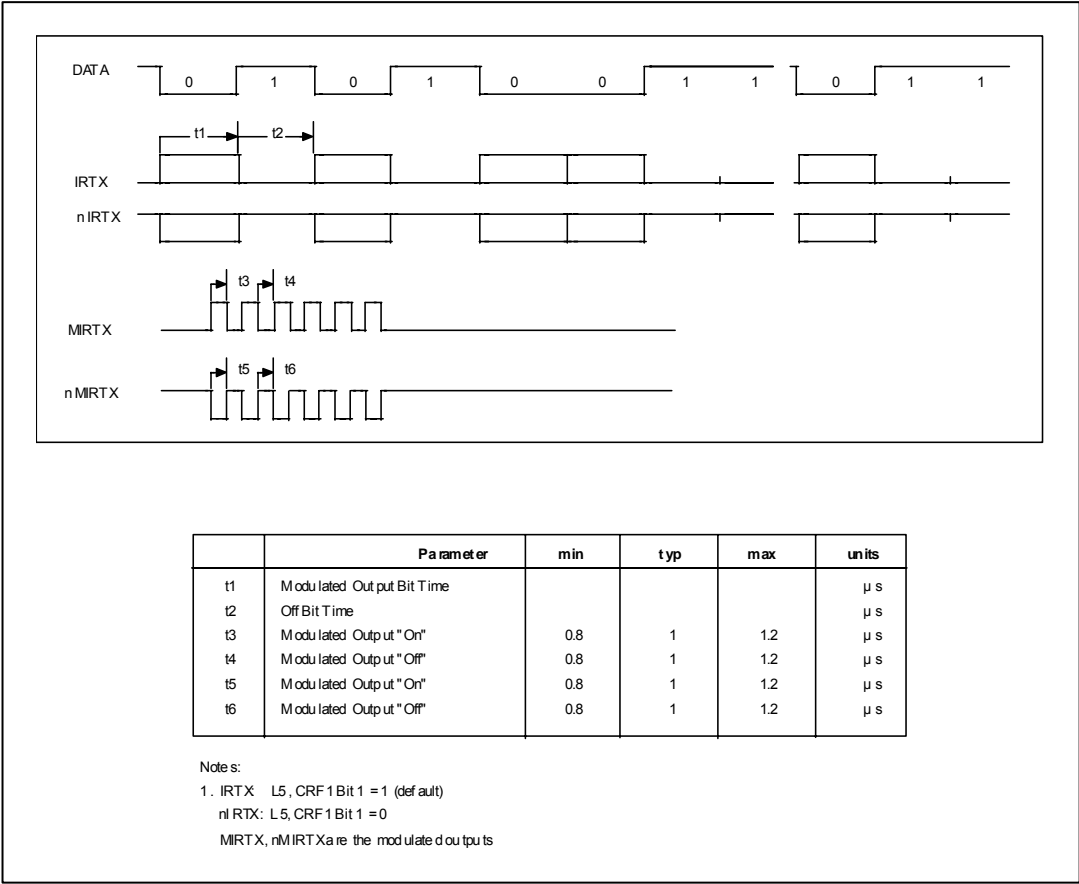 DATA 0 1 0 1 0 0 1 1 0 1 1
t1 t2
IRTX
nIRTX
t3 t4
MIRTX
t5 t6
nMIRTX
Parameter min typ max units
t1 Modulated Output Bit Time µs
t2 Off Bit Time µs
t3 Modulated Output "On" 0.8 1 1.2 µs
t4 Modulated Output "Off" 0.8 1 1.2 µs
t5 Modulated Output "On" 0.8 1 1.2 µs
t6 Modulated Output "Off" 0.8 1 1.2 µs
Notes:
1. IRTX: L5, CRF1 Bit 1 = 1 (default)
nIRTX: L5, CRF1 Bit 1 = 0
MIRTX, nMIRTX are the modulated outputs